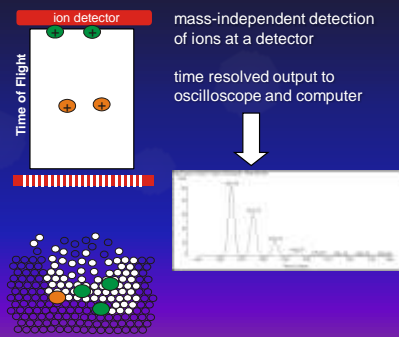 ion detector
mass-independent detection
of ions at a detector
time resolved output to
oscilloscope and computer
Time of Flight
+ +
+ +